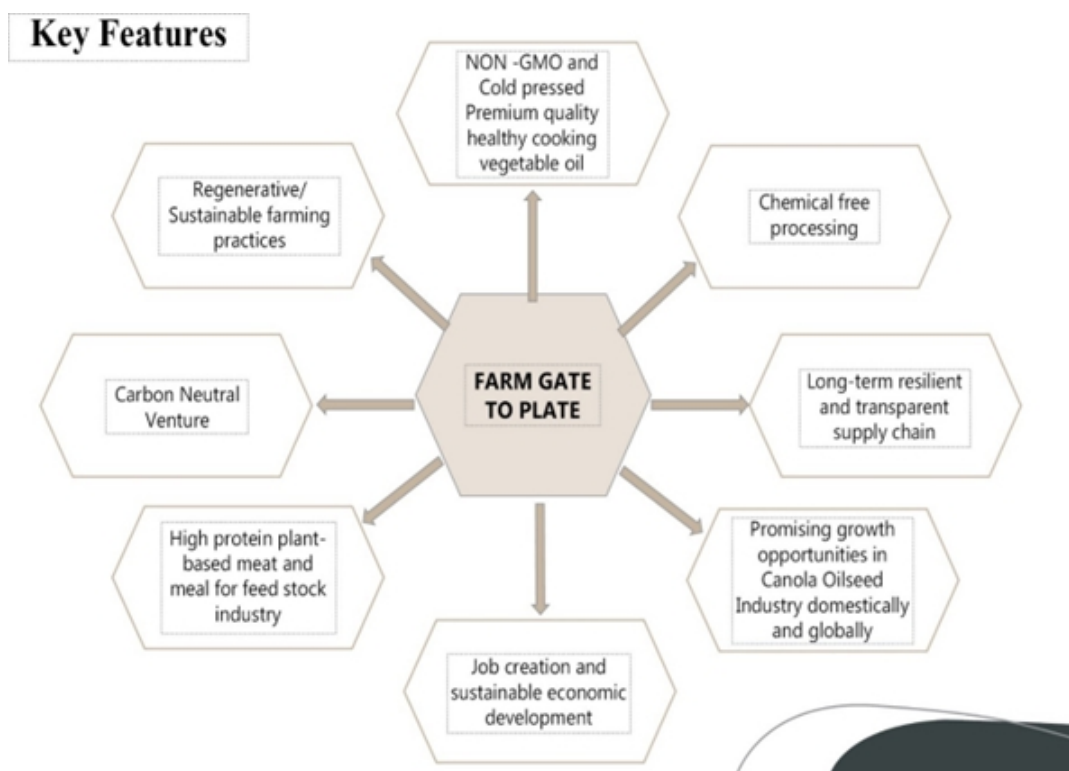 Key Features
NON -GMO and
Cold pressed
Premium quality
healthy cooking
vegetable oil
Regenerative/
Sustainable farming
practices
Chemical free
processing
Carbon Neutral
Venture
FARM GATE
TO PLATE
Long-term resilient
and transparent
supply chain
High protein plant-
based meat and
meal for feed stock
industry
Promising growth
opportunities in
Canola Oilseed
Industry domestically
and globally
Job creation and
sustainable economic
development